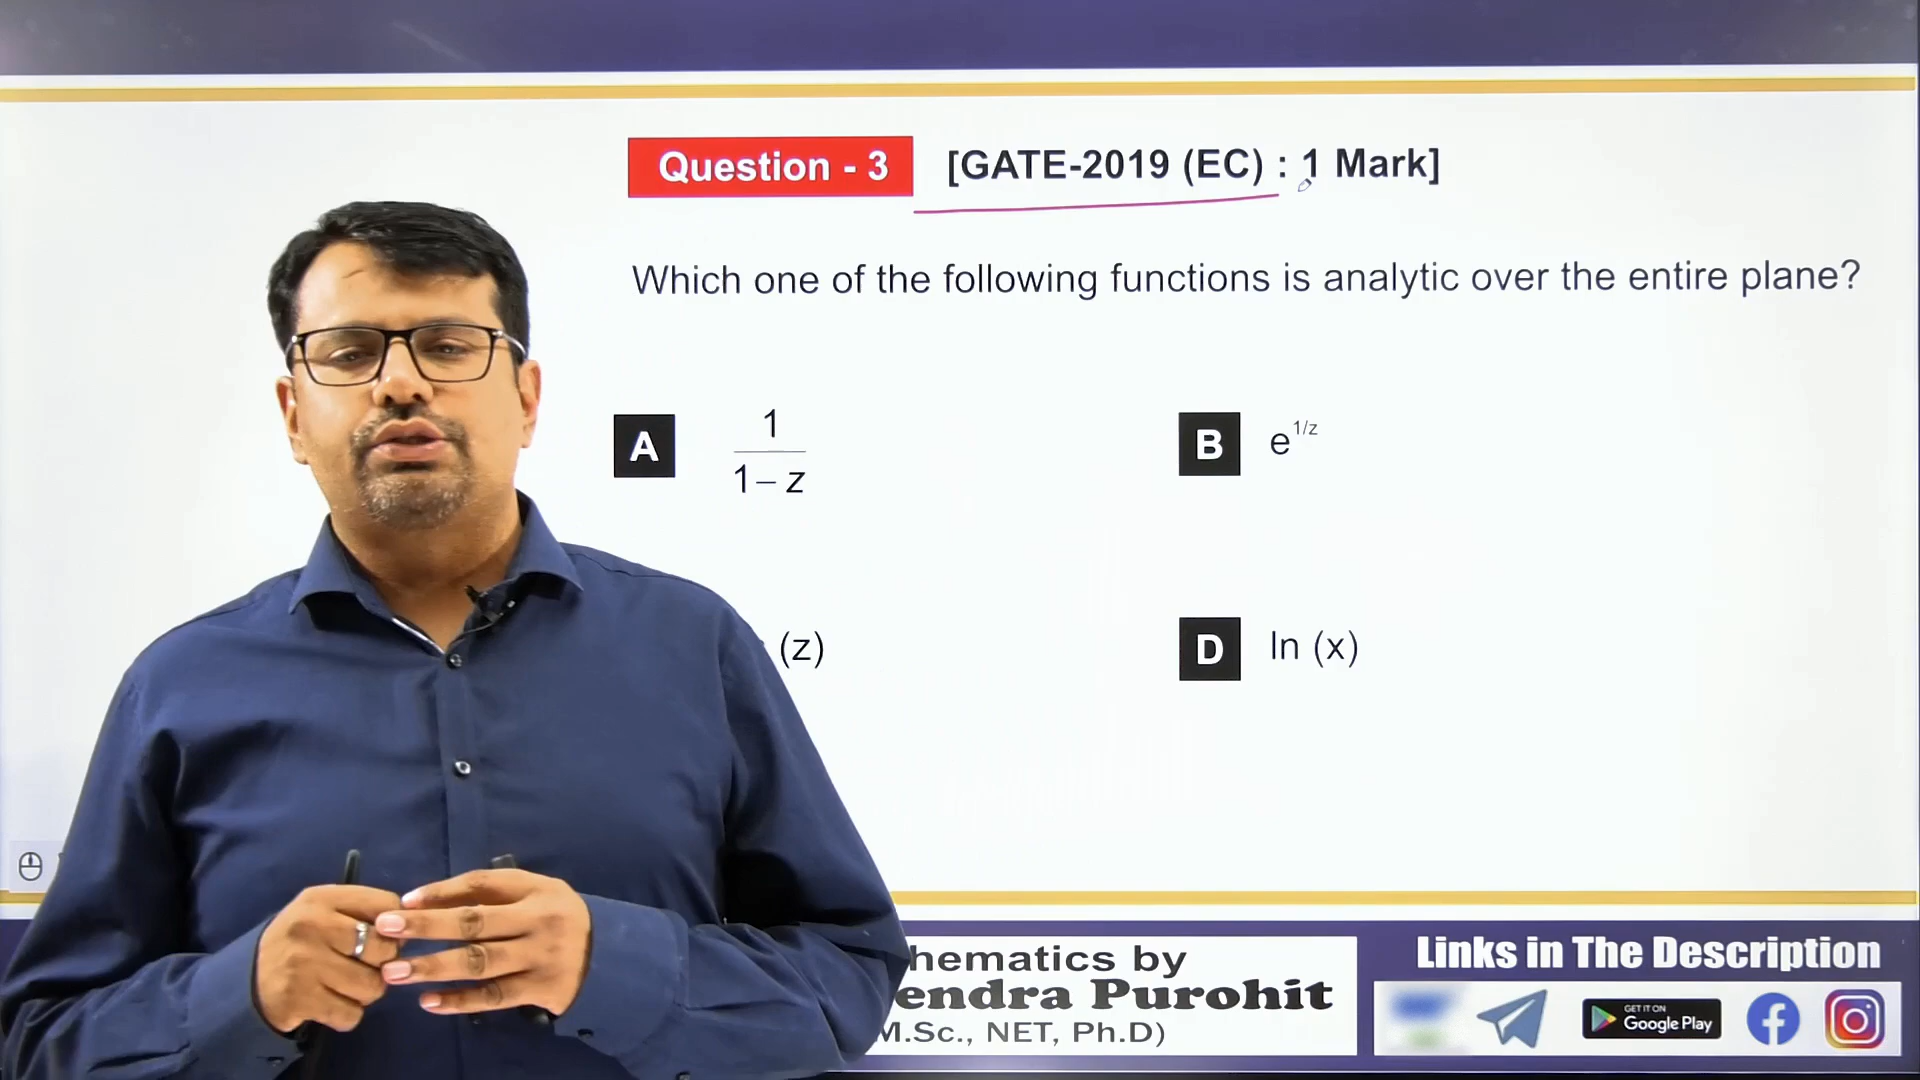 Question - 3 [GATE-2019 (EC) : 1 Mark]
Which one of the following functions is analytic over the entire plane?
A 1
1– z
B e^1/z
(z)
D ln (x)
hematics by
endra Purohit
M.Sc., NET, Ph.D)
Links in The Description
GET IT ON
Google Play